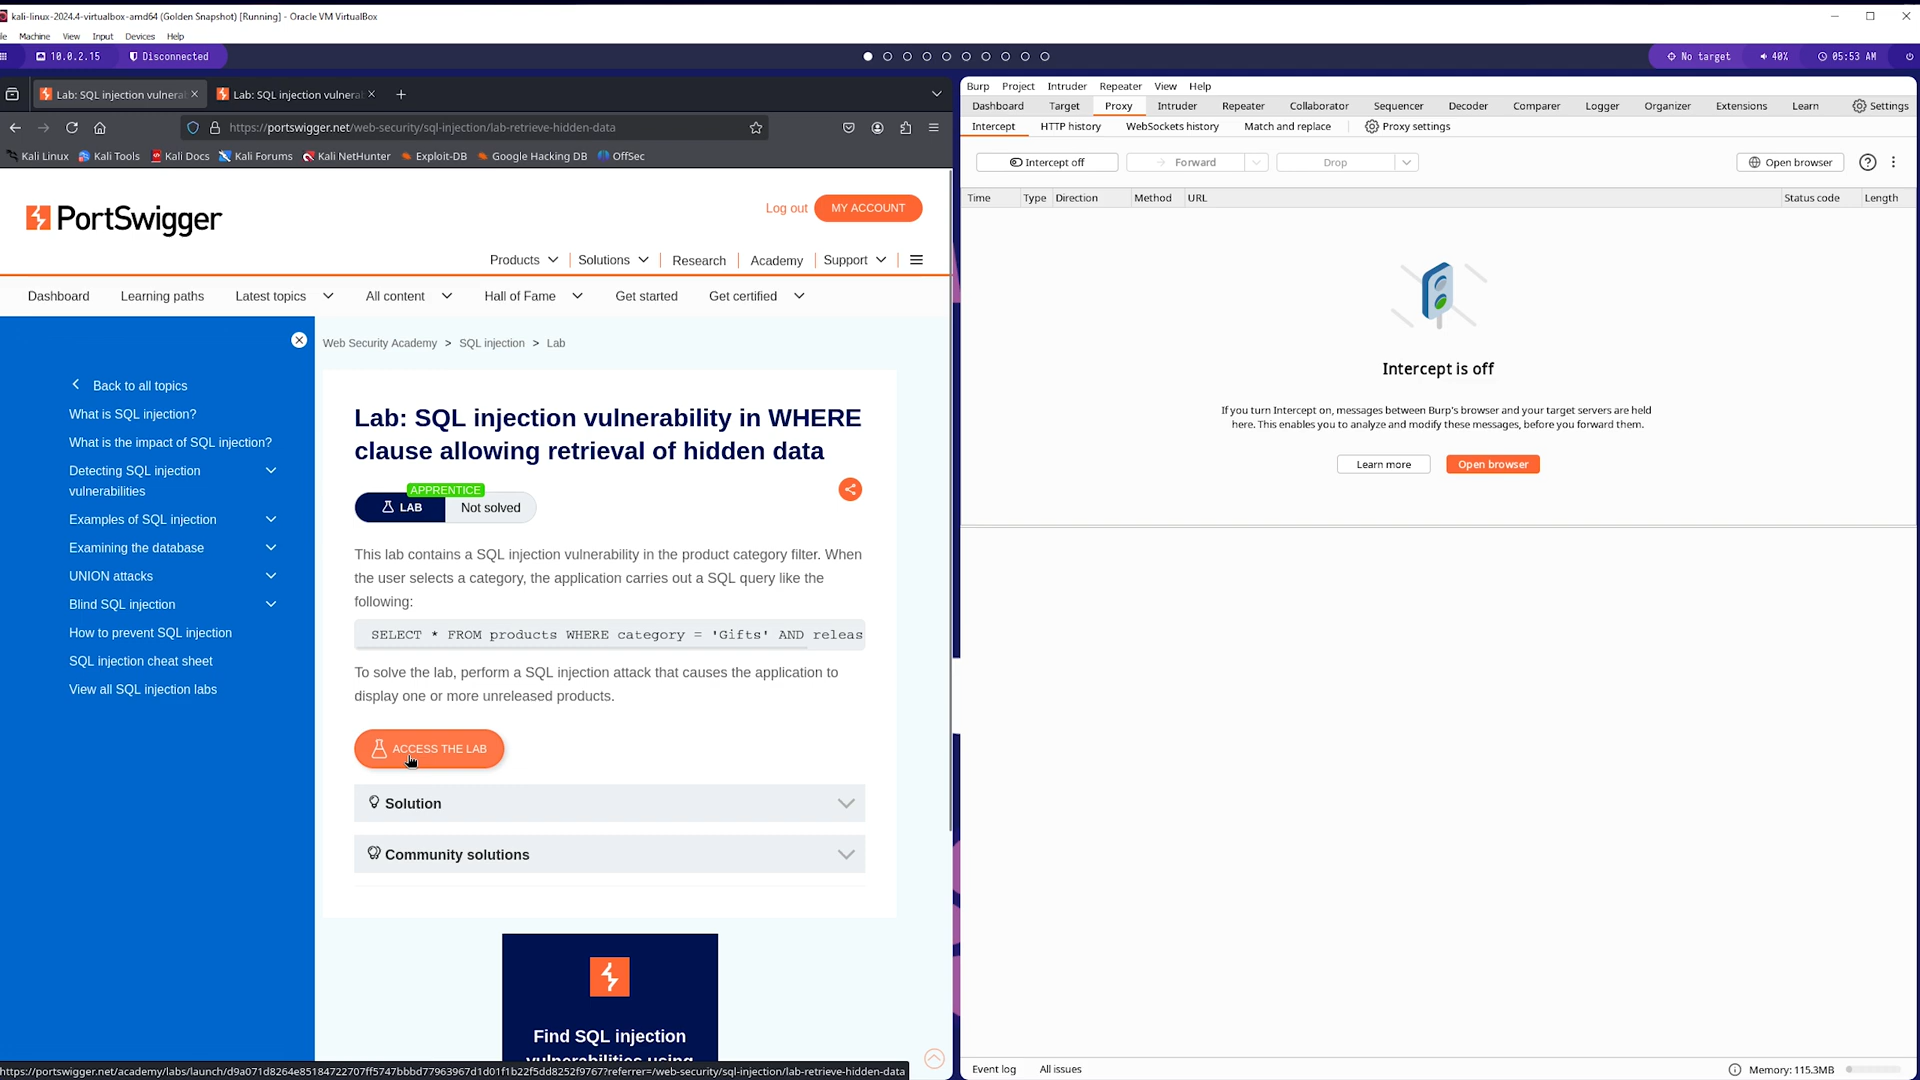 kali-linux-2024.4-virtualbox-amd64 (Golden Snapshot) [Running] - Oracle VM VirtualBox
Machine View Input Devices Help
10.0.2.15 Disconnected
No target 40% 05:53 AM
Lab: SQL injection vulnera
Lab: SQL injection vulnera
https://portswigger.net/web-security/sql-injection/lab-retrieve-hidden-data
Kali Linux Kali Tools Kali Docs Kali Forums Kali NetHunter Exploit-DB Google Hacking DB OffSec
PortSwigger
Log out MY ACCOUNT
Products Solutions Research Academy Support
Dashboard Learning paths Latest topics All content Hall of Fame Get started Get certified
Back to all topics
What is SQL injection?
What is the impact of SQL injection?
Detecting SQL injection
vulnerabilities
Examples of SQL injection
Examining the database
UNION attacks
Blind SQL injection
How to prevent SQL injection
SQL injection cheat sheet
View all SQL injection labs
Web Security Academy > SQL injection > Lab
Lab: SQL injection vulnerability in WHERE
clause allowing retrieval of hidden data
APPRENTICE
LAB Not solved
This lab contains a SQL injection vulnerability in the product category filter. When
the user selects a category, the application carries out a SQL query like the
following:
SELECT * FROM products WHERE category = 'Gifts' AND releas
To solve the lab, perform a SQL injection attack that causes the application to
display one or more unreleased products.
ACCESS THE LAB
Solution
Community solutions
Find SQL injection
vulnerabilities using
https://portswigger.net/academy/labs/launch/d9a071d8264e85184722707ff5747bbbd77963967d1d01f1b22f5dd8252f9767?referrer=/web-security/sql-injection/lab-retrieve-hidden-data
Burp Project Intruder Repeater View Help
Dashboard Target Proxy Intruder Repeater Collaborator Sequencer Decoder Comparer Logger Organizer Extensions Learn Settings
Intercept HTTP history WebSockets history Match and replace Proxy settings
Intercept off Forward Drop Open browser
Time Type Direction Method URL Status code Length
Intercept is off
If you turn Intercept on, messages between Burp's browser and your target servers are held
here. This enables you to analyze and modify these messages, before you forward them.
Learn more Open browser
Event log All issues Memory: 115.3MB